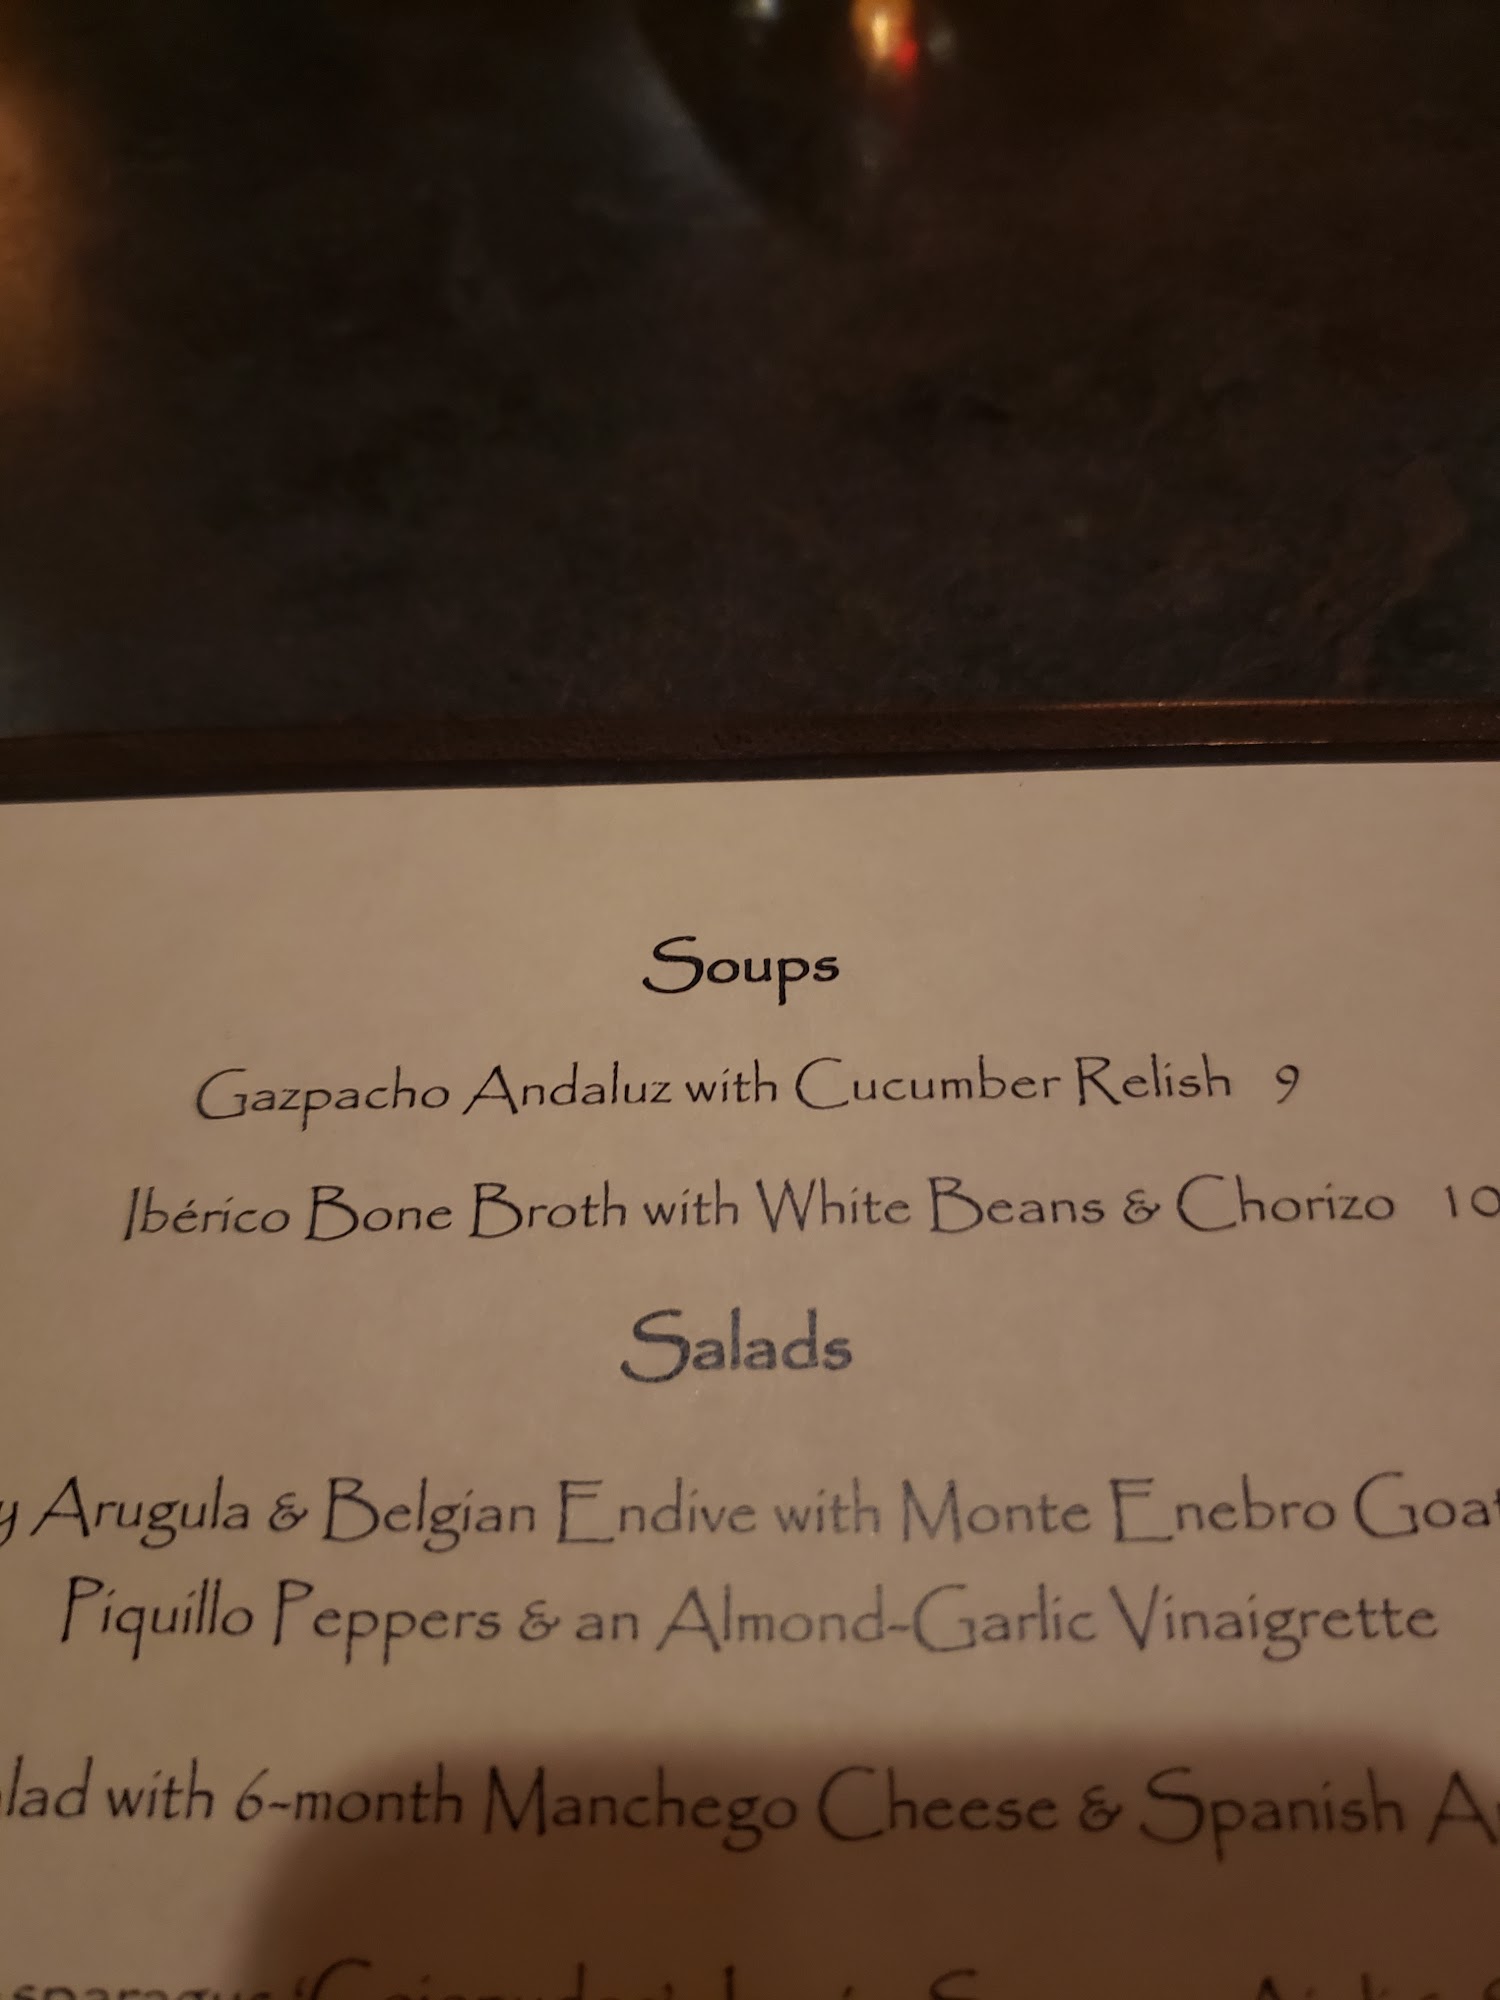 Soups
Gazpacho Andaluz with Cucumber Relish 9
Ibérico Bone Broth with White Beans & Chorizo 10
Salads
Arugula & Belgian Endive with Monte Enebro
Piquillo Peppers & an Almond-Garlic Vinaigrette
with 6-month Manchego Cheese & Spanish